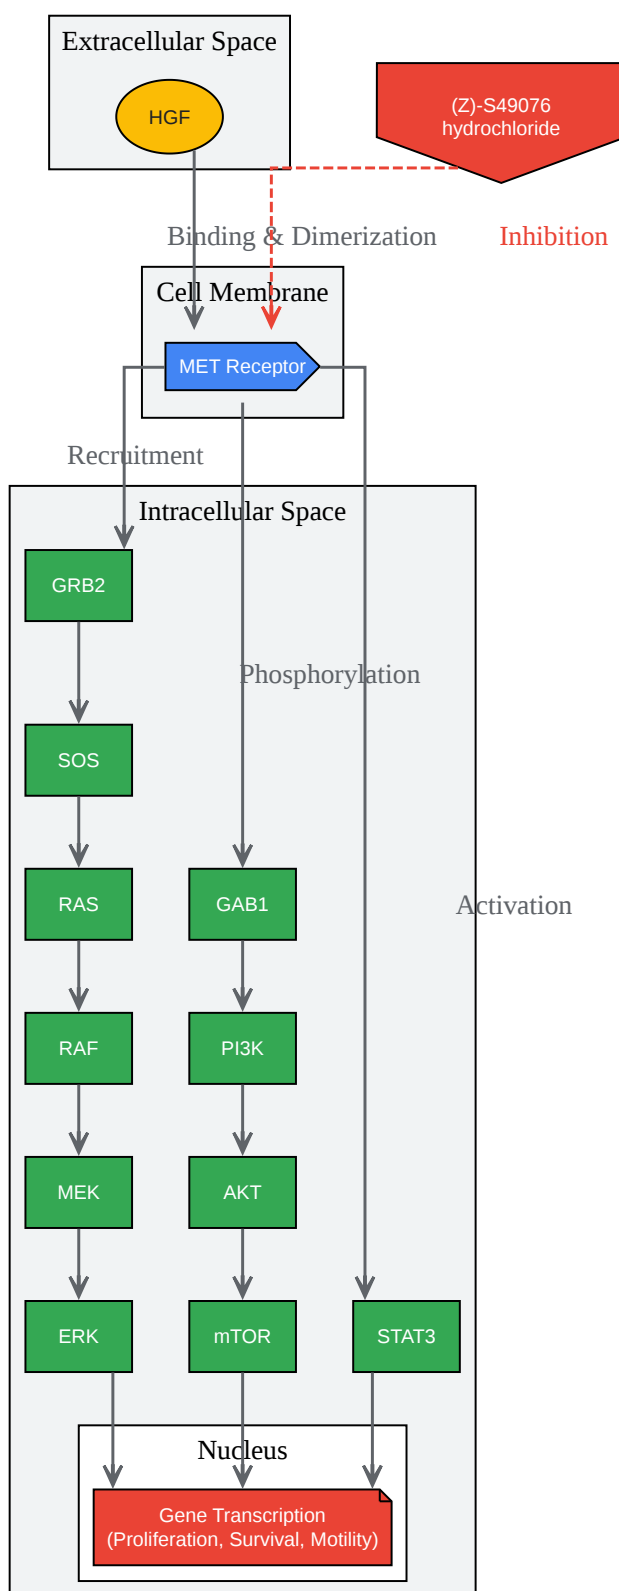 Extracellular Space
HGF
(Z)-S49076
hydrochloride
Binding & Dimerization
Inhibition
Cell Membrane
MET Receptor
Recruitment
Intracellular Space
GRB2
Phosphorylation
SOS
RAS
GAB1
Activation
RAF
PI3K
MEK
AKT
ERK
mTOR
STAT3
Nucleus
Gene Transcription
(Proliferation, Survival, Motility)